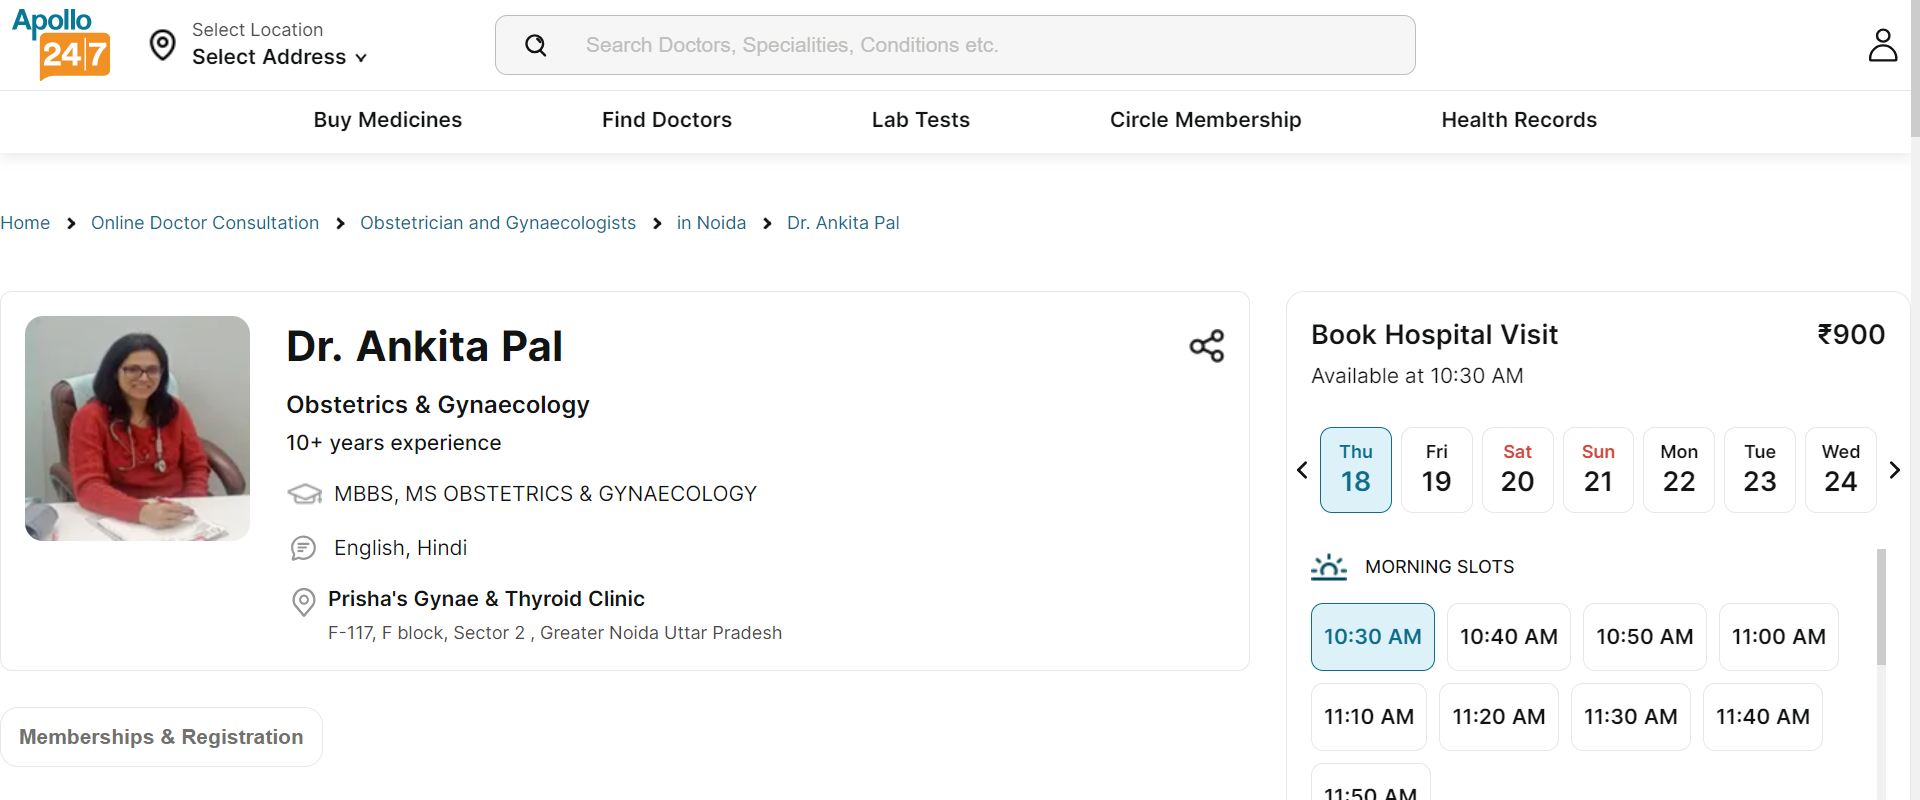 Apollo
24|7
Select Location
Select Address
Search Doctors, Specialities, Conditions etc.
Buy Medicines
Find Doctors
Lab Tests
Circle Membership
Health Records
Home > Online Doctor Consultation > Obstetrician and Gynaecologists > in Noida > Dr. Ankita Pal
Dr. Ankita Pal
Obstetrics & Gynaecology
10+ years experience
MBBS, MS OBSTETRICS & GYNAECOLOGY
English, Hindi
Prisha's Gynae & Thyroid Clinic
F-117, F block, Sector 2 , Greater Noida Uttar Pradesh
Memberships & Registration
Book Hospital Visit ₹900
Available at 10:30 AM
Thu Fri Sat Sun Mon Tue Wed
18 19 20 21 22 23 24
MORNING SLOTS
10:30 AM 10:40 AM 10:50 AM 11:00 AM
11:10 AM 11:20 AM 11:30 AM 11:40 AM
11:50 AM